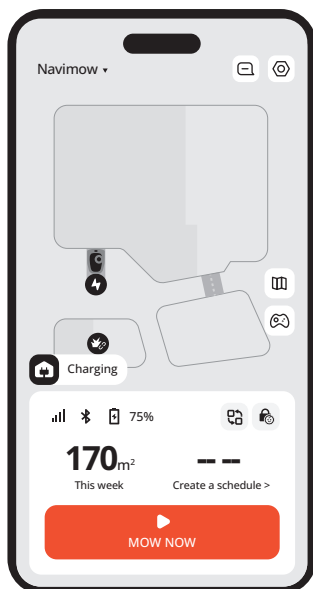 Navimow
Charging
75%
170m²
-- --
This week
Create a schedule >
MOW NOW